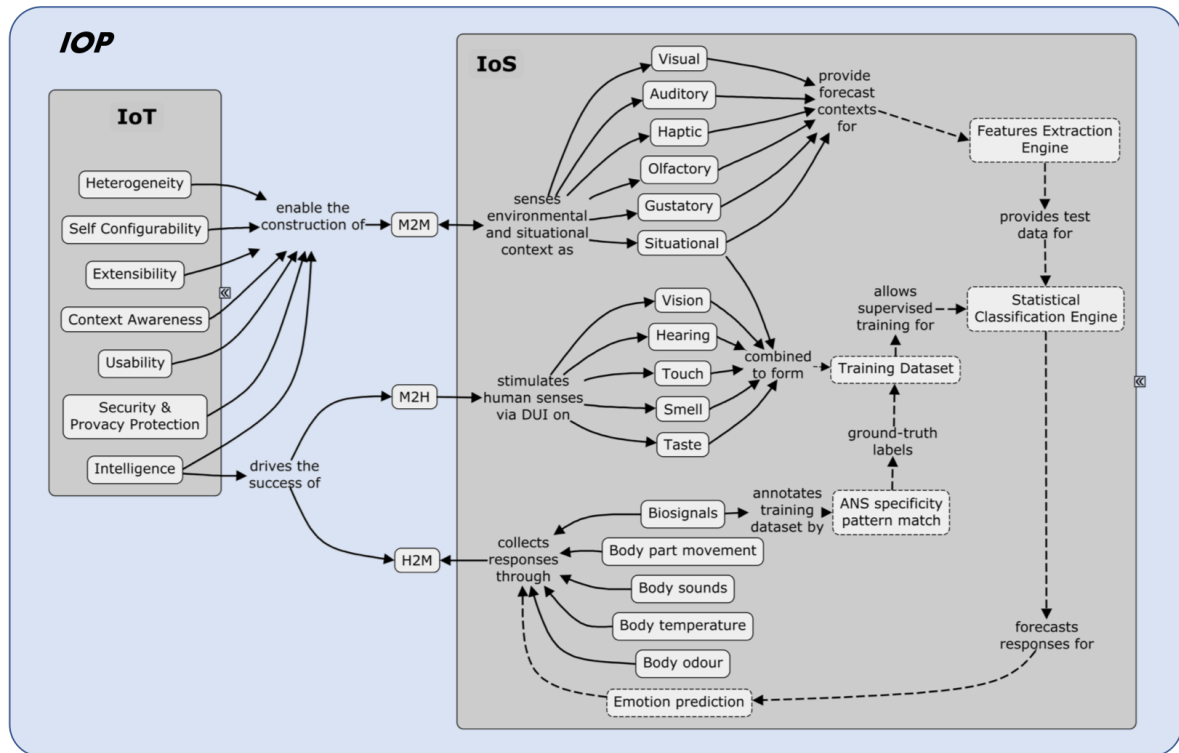 IOP
IoT
Heterogeneity
Self Configurability
Extensibility
Context Awareness
Usability
Security &
Provacy Protection
Intelligence
enable the
construction of
drives the
success of
M2M
M2H
H2M
IoS
senses
environmental
and situational
context as
Visual
Auditory
Haptic
Olfactory
Gustatory
Situational
provide
forecast
contexts
for
Features Extraction
Engine
provides test
data for
Statistical
Classification Engine
stimulates
human senses
via DUI on
Vision
Hearing
Touch
Smell
Taste
combined
to form
Training Dataset
allows
supervised
training for
ground-truth
labels
ANS specificity
pattern match
annotates
training
dataset by
collects
responses
through
Biosignals
Body part movement
Body sounds
Body temperature
Body odour
Emotion prediction
forecasts
responses for